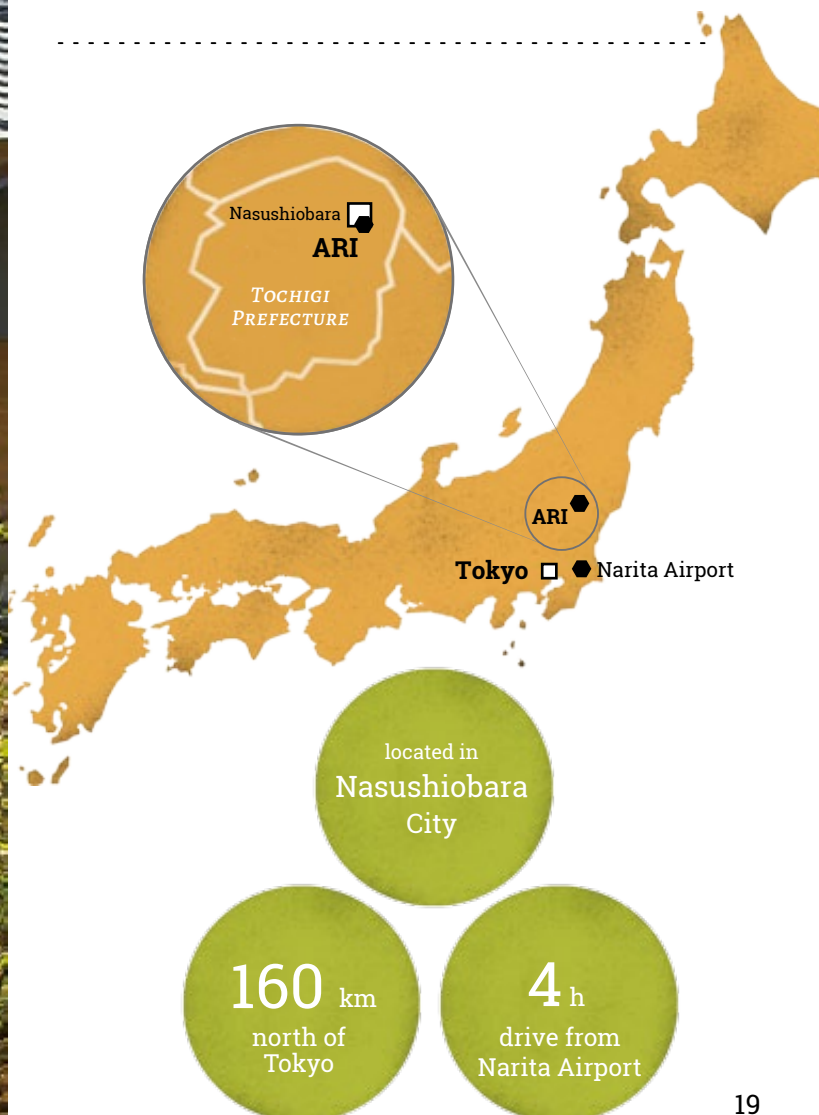 Nasushiobara
ARI
TOCHIGI
PREFECTURE
ARI
Tokyo
Narita Airport
located in
Nasushiobara
City
160 km
north of
Tokyo
4 h
drive from
Narita Airport
19